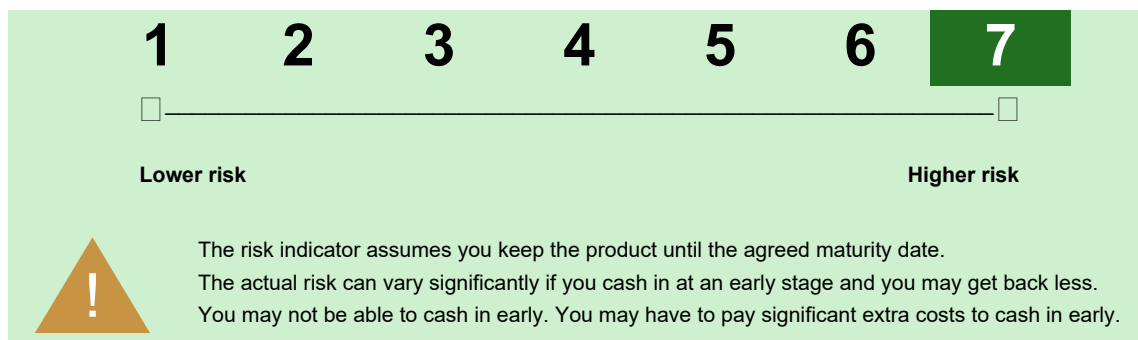 1 2 3 4 5 6 7
Lower risk Higher risk
The risk indicator assumes you keep the product until the agreed maturity date.
The actual risk can vary significantly if you cash in at an early stage and you may get back less.
!
You may not be able to cash in early. You may have to pay significant extra costs to cash in early.